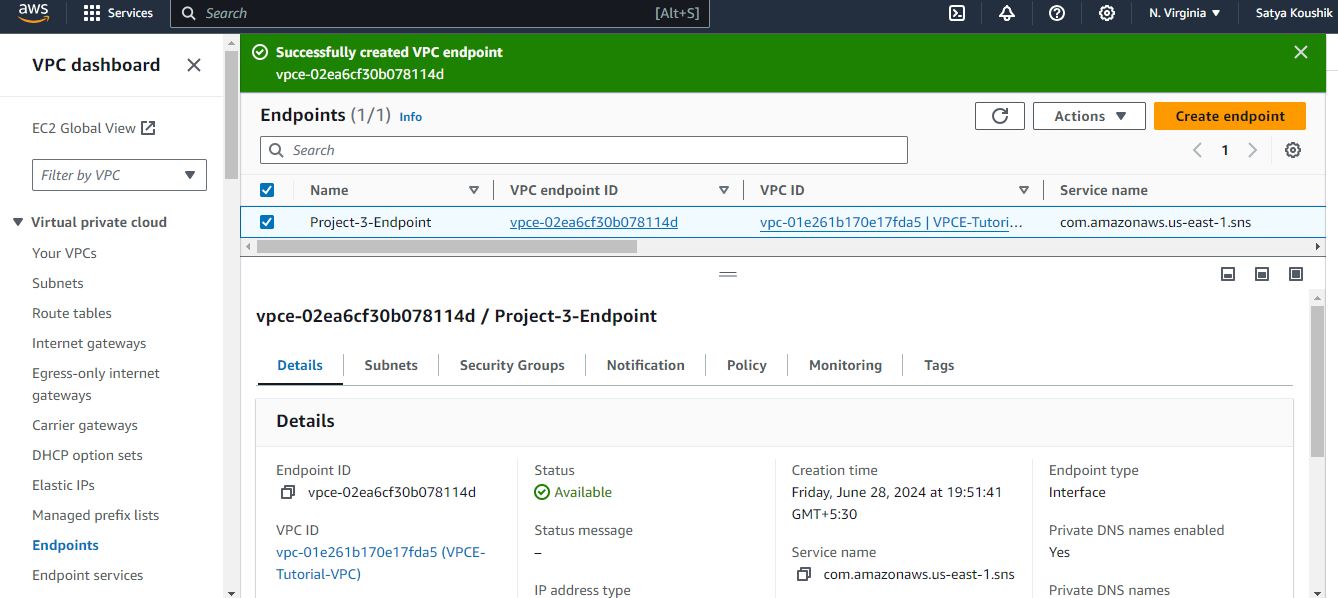 aws
Services
Search
[Alt+S]
N. Virginia
Satya Koushik
VPC dashboard
EC2 Global View
Filter by VPC
Virtual private cloud
Your VPCs
Subnets
Route tables
Internet gateways
Egress-only internet
gateways
Carrier gateways
DHCP option sets
Elastic IPs
Managed prefix lists
Endpoints
Endpoint services
Successfully created VPC endpoint
vpce-02ea6cf30b078114d
Endpoints (1/1) Info
Actions
Create endpoint
Search
1
Name
VPC endpoint ID
VPC ID
Service name
Project-3-Endpoint
vpce-02ea6cf30b078114d
vpc-01e261b170e17fda5 | VPCE-Tutori...
com.amazonaws.us-east-1.sns
vpce-02ea6cf30b078114d / Project-3-Endpoint
Details
Subnets
Security Groups
Notification
Policy
Monitoring
Tags
Details
Endpoint ID
vpce-02ea6cf30b078114d
VPC ID
vpc-01e261b170e17fda5 (VPCE-
Tutorial-VPC)
Status
Available
Status message
–
IP address type
Creation time
Friday, June 28, 2024 at 19:51:41
GMT+5:30
Service name
com.amazonaws.us-east-1.sns
Endpoint type
Interface
Private DNS names enabled
Yes
Private DNS names